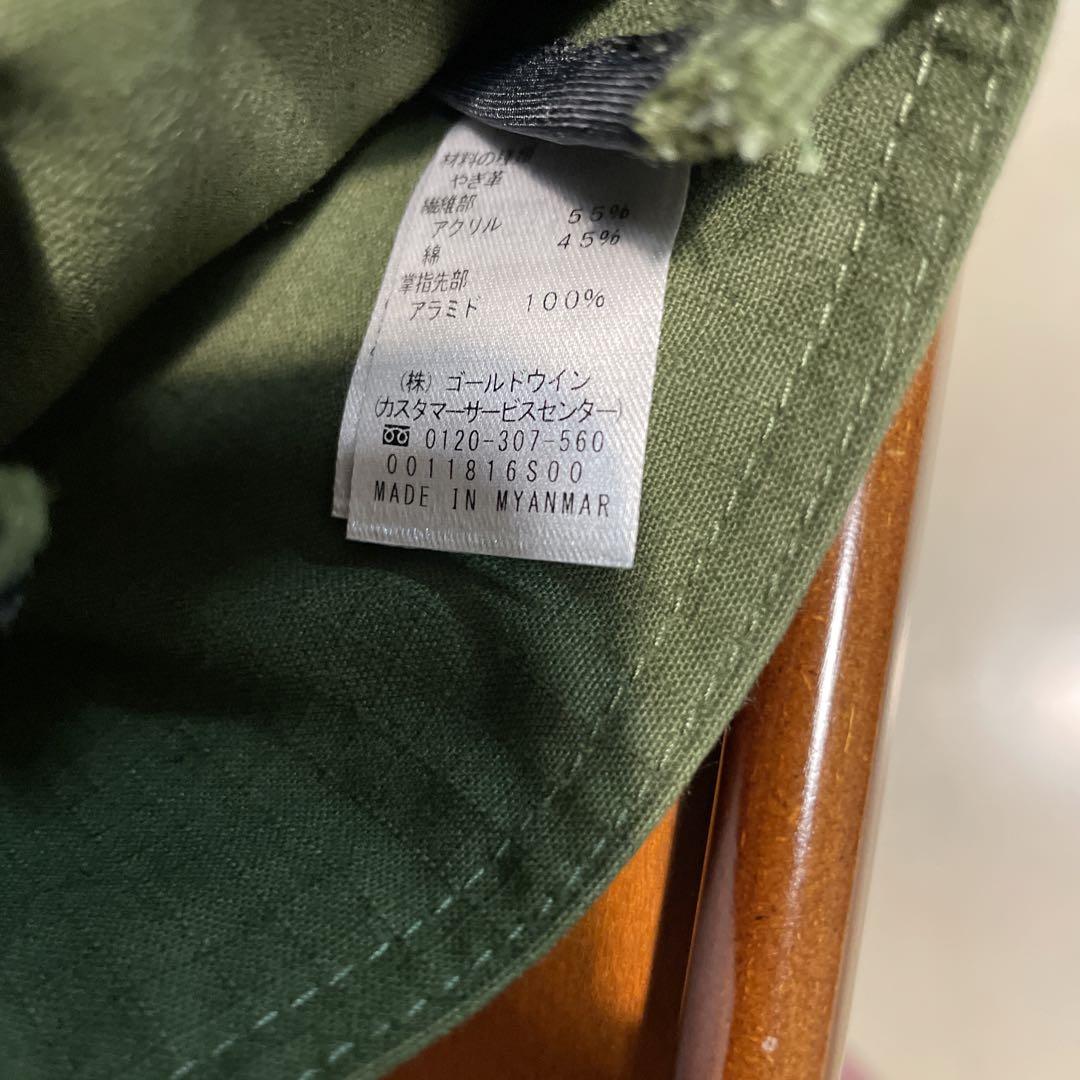 材料の種類
やぎ革
繊維部
アクリル 55%
綿 45%
掌指先部
アラミド 100%
(株) ゴールドウイン
(カスタマーサービスセンター)
0120-307-560
0011816S00
MADE IN MYANMAR